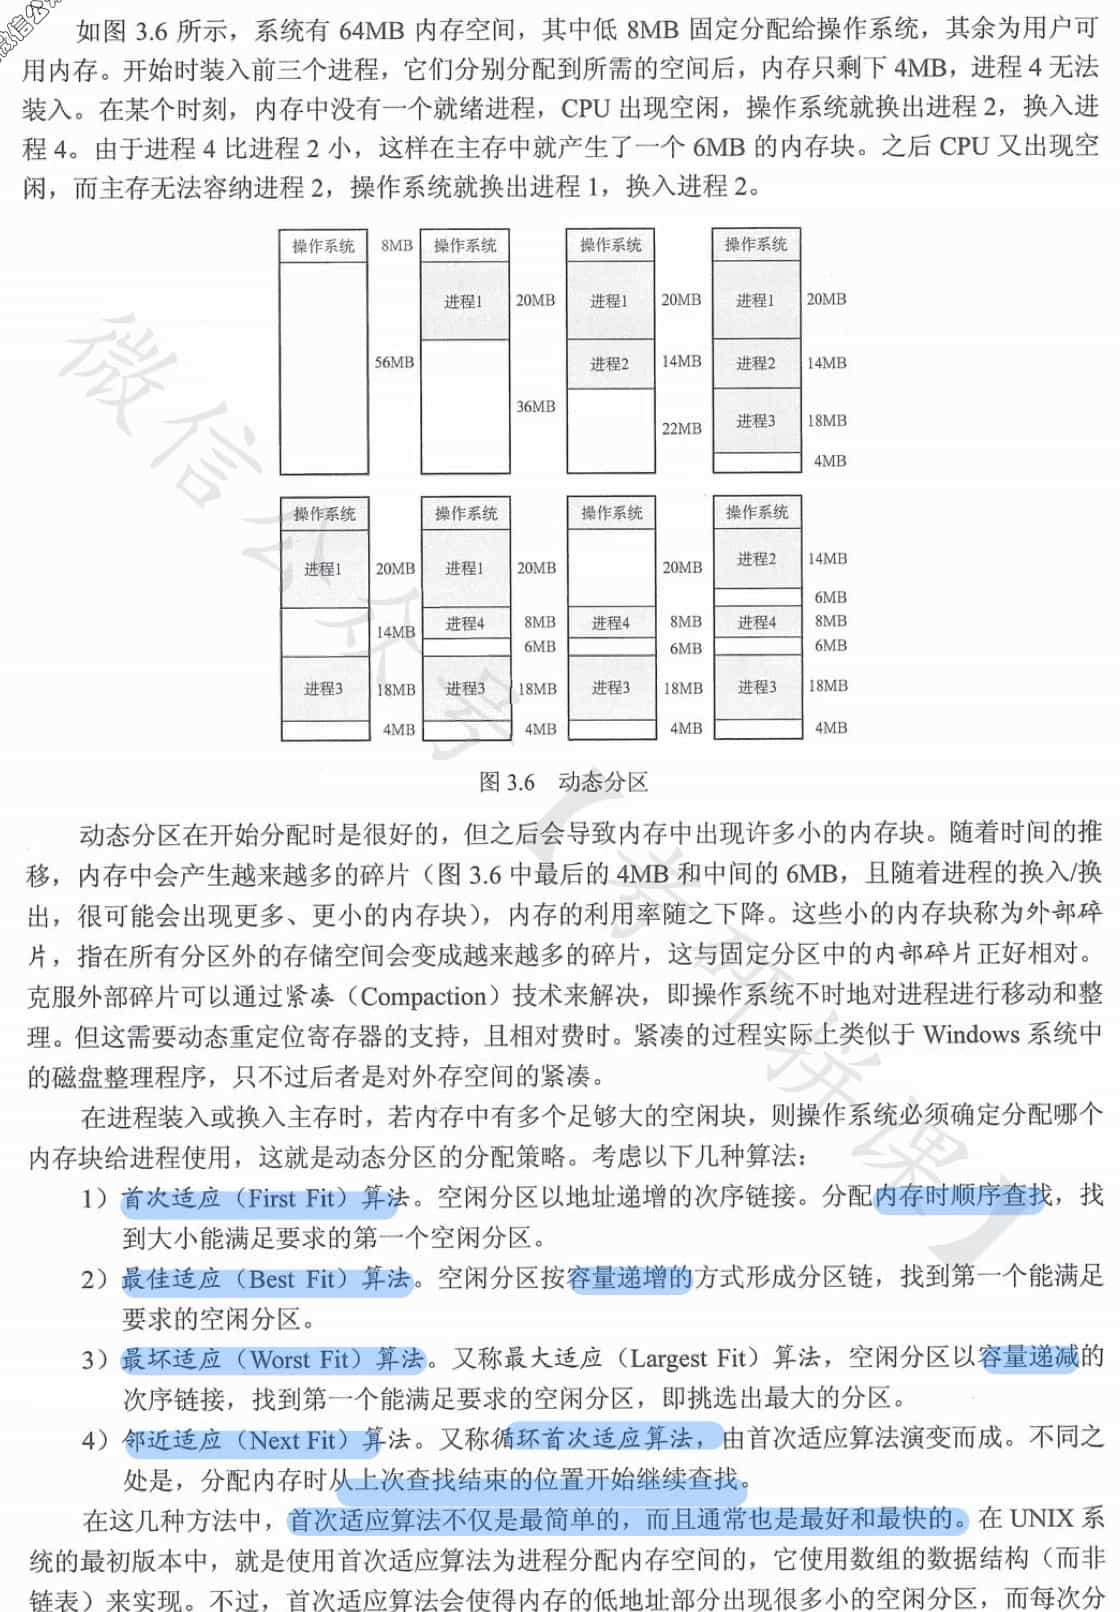 如图 3.6 所示，系统有 64MB 内存空间，其中低 8MB 固定分配给操作系统，其余为用户可
用内存。开始时装入前三个进程，它们分别分配到所需的空间后，内存只剩下 4MB，进程 4 无法
装入。在某个时刻，内存中没有一个就绪进程，CPU 出现空闲，操作系统就换出进程 2，换入进
程 4。由于进程 4 比进程 2 小，这样在主存中就产生了一个 6MB 的内存块。之后 CPU 又出现空
闲，而主存无法容纳进程 2，操作系统就换出进程 1，换入进程 2。
操作系统 8MB 操作系统 操作系统 操作系统
进程1 20MB 进程1 20MB 进程1 20MB
56MB 进程2 14MB 进程2 14MB
36MB 22MB 进程3 18MB
4MB
操作系统 操作系统 操作系统 操作系统
进程1 20MB 进程1 20MB 20MB 进程2 14MB
6MB
14MB 进程4 8MB 进程4 8MB 进程4 8MB
6MB 6MB 6MB
进程3 18MB 进程3 18MB 进程3 18MB 进程3 18MB
4MB 4MB 4MB 4MB
图 3.6 动态分区
动态分区在开始分配时是很好的，但之后会导致内存中出现许多小的内存块。随着时间的推
移，内存中会产生越来越多的碎片（图 3.6 中最后的 4MB 和中间的 6MB，且随着进程的换入/换
出，很可能会出现更多、更小的内存块），内存的利用率随之下降。这些小的内存块称为外部碎
片，指在所有分区外的存储空间会变成越来越多的碎片，这与固定分区中的内部碎片正好相对。
克服外部碎片可以通过紧凑（Compaction）技术来解决，即操作系统不时地对进程进行移动和整
理。但这需要动态重定位寄存器的支持，且相对费时。紧凑的过程实际上类似于 Windows 系统中
的磁盘整理程序，只不过后者是对外存空间的紧凑。
在进程装入或换入主存时，若内存中有多个足够大的空闲块，则操作系统必须确定分配哪个
内存块给进程使用，这就是动态分区的分配策略。考虑以下几种算法：
1）首次适应（First Fit）算法。空闲分区以地址递增的次序链接。分配内存时顺序查找，找
到大小能满足要求的第一个空闲分区。
2）最佳适应（Best Fit）算法。空闲分区按容量递增的方式形成分区链，找到第一个能满足
要求的空闲分区。
3）最坏适应（Worst Fit）算法。又称最大适应（Largest Fit）算法，空闲分区以容量递减的
次序链接，找到第一个能满足要求的空闲分区，即挑选出最大的分区。
4）邻近适应（Next Fit）算法。又称循环首次适应算法，由首次适应算法演变而成。不同之
处是，分配内存时从上次查找结束的位置开始继续查找。
在这几种方法中，首次适应算法不仅是最简单的，而且通常也是最好和最快的。在 UNIX 系
统的最初版本中，就是使用首次适应算法为进程分配内存空间的，它使用数组的数据结构（而非
链表）来实现。不过，首次适应算法会使得内存的低地址部分出现很多小的空闲分区，而每次分
微信公众号【考研拼课】
微信公众